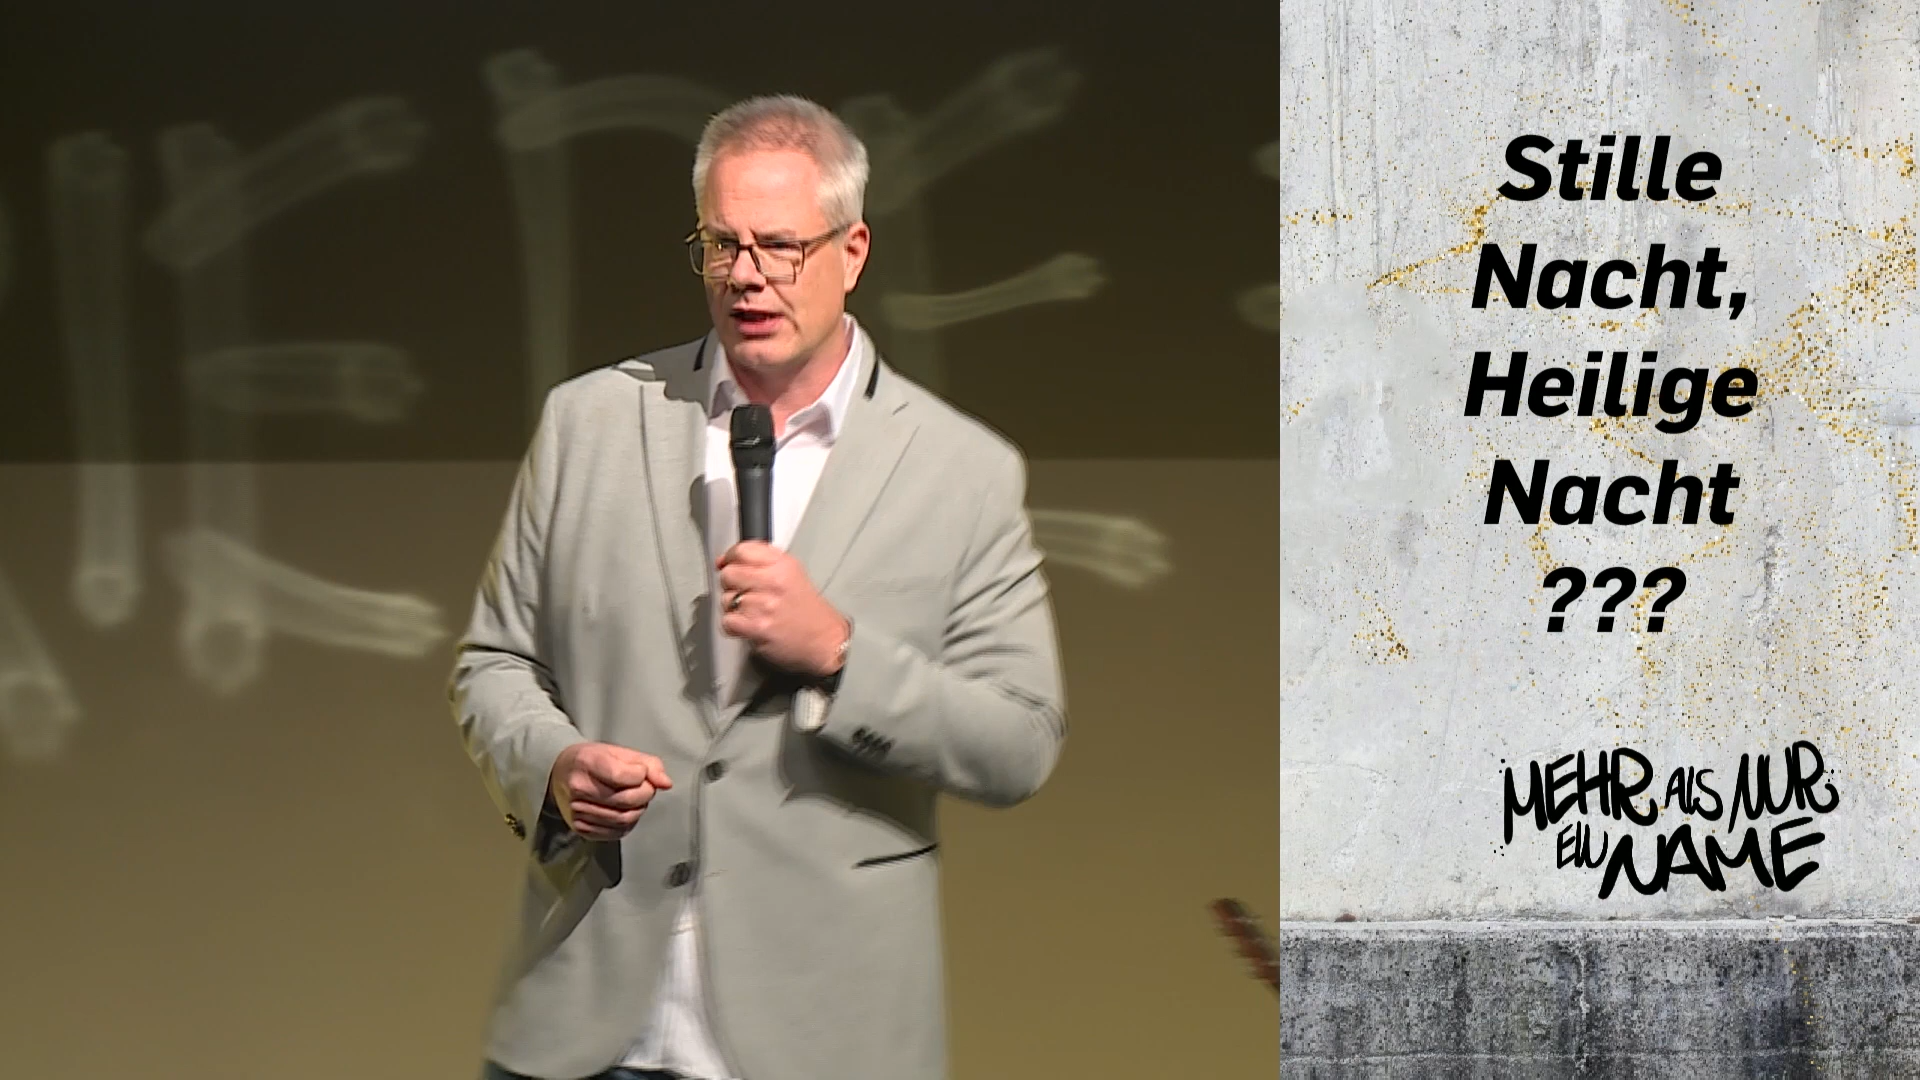 Stille
Nacht,
Heilige
Nacht
???
MEHR ALS NUR
EIN NAME